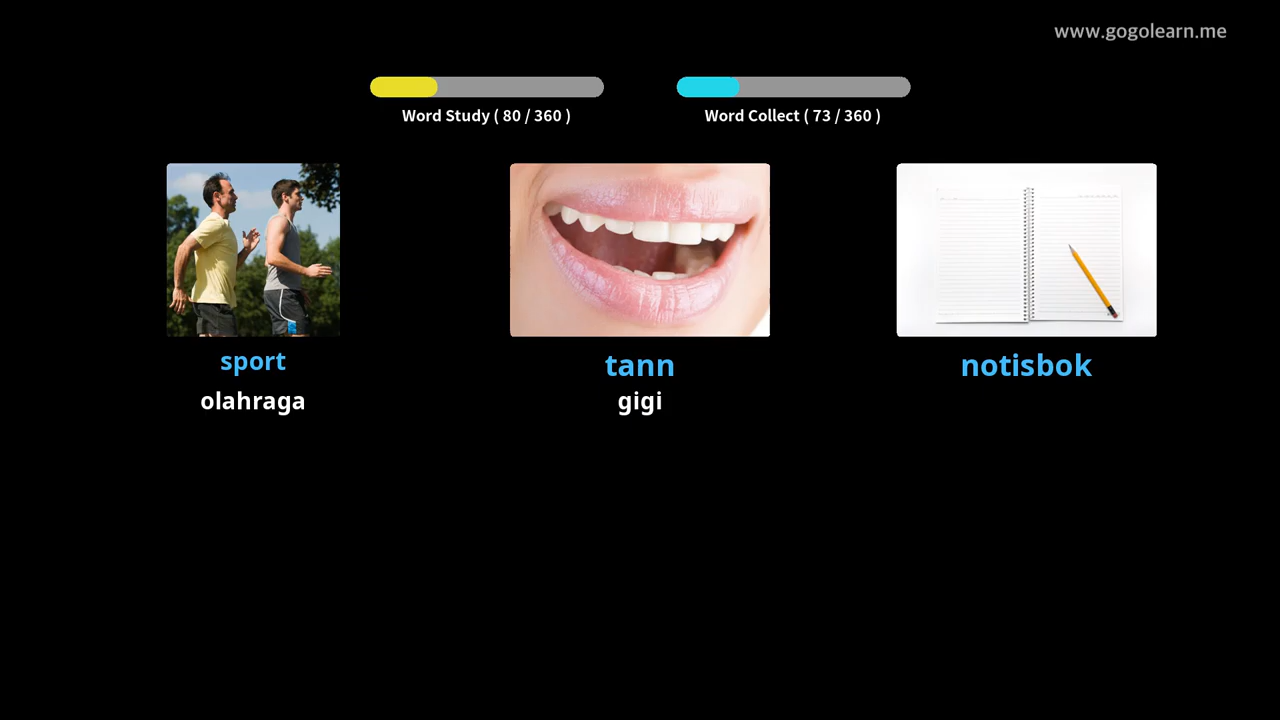 www.gogolearn.me
Word Study ( 80 / 360 )
Word Collect ( 73 / 360 )
sport
tann
notisbok
olahraga
gigi